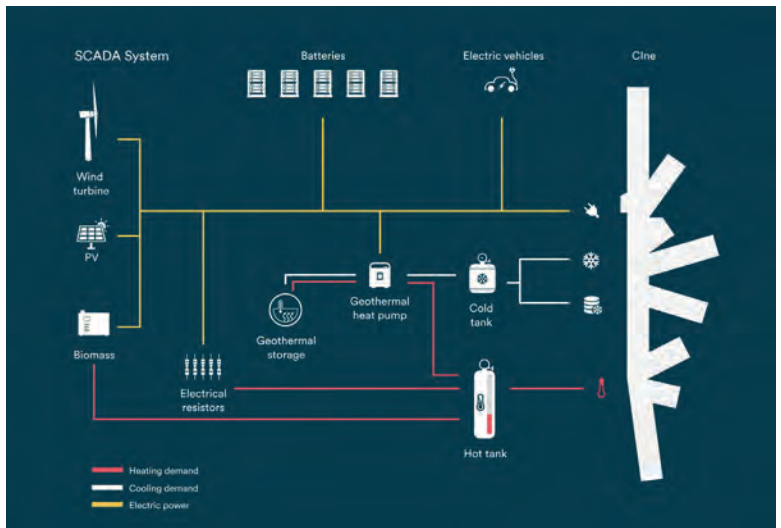 SCADA System
Batteries
Electric vehicles
CIne
Wind
turbine
PV
Biomass
Geothermal
storage
Geothermal
heat pump
Cold
tank
Electrical
resistors
Hot tank
Heating demand
Cooling demand
Electric power